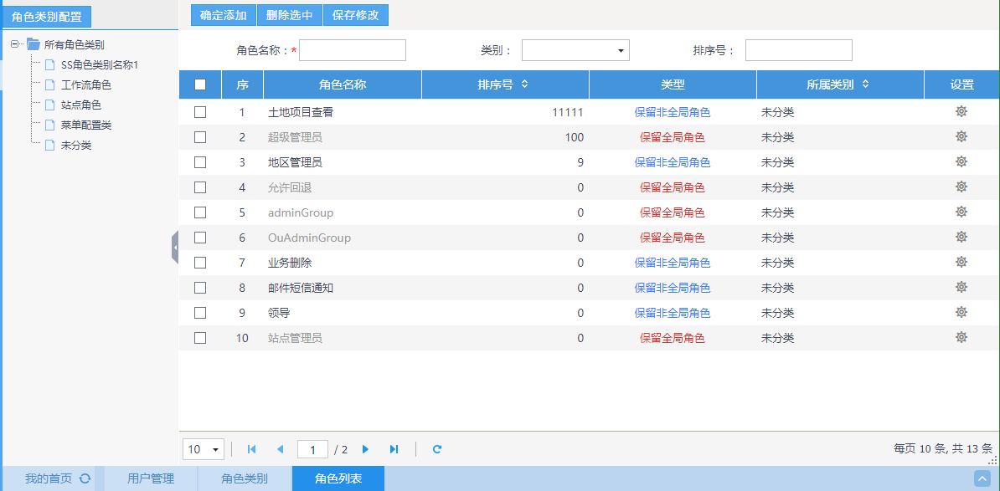 角色类别配置
所有角色类别
SS角色类别名称1
工作流角色
站点角色
菜单配置类
未分类
确定添加 删除选中 保存修改
角色名称：* 类别： 排序号：
序 角色名称 排序号 类型 所属类别 设置
1 土地项目查看 11111 保留非全局角色 未分类
2 超级管理员 100 保留全局角色 未分类
3 地区管理员 9 保留非全局角色 未分类
4 允许回退 0 保留全局角色 未分类
5 adminGroup 0 保留全局角色 未分类
6 OuAdminGroup 0 保留全局角色 未分类
7 业务删除 0 保留非全局角色 未分类
8 邮件短信通知 0 保留非全局角色 未分类
9 领导 0 保留非全局角色 未分类
10 站点管理员 0 保留全局角色 未分类
10 1 / 2 每页 10 条, 共 13 条
我的首页 用户管理 角色类别 角色列表